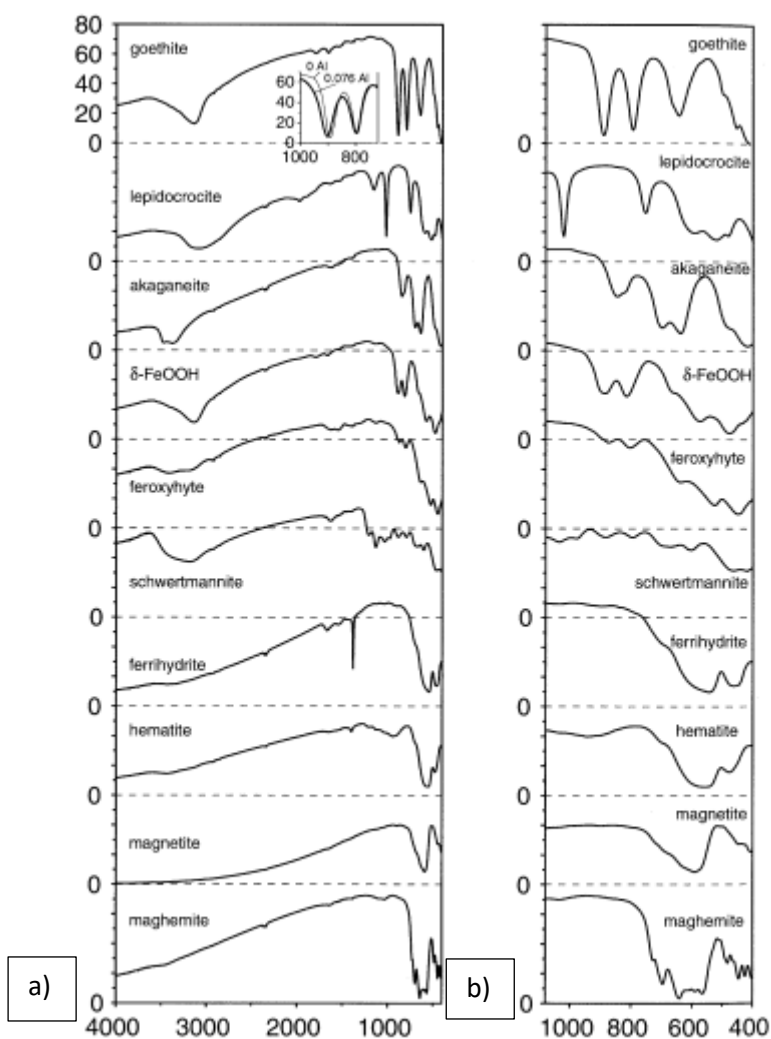 80
60
40
20
0
goethite
0 Al
0,076 Al
60
40
20
0
1000 800
lepidocrocite
0
akaganeite
0
δ-FeOOH
0
feroxyhyte
0
schwertmannite
0
ferrihydrite
0
hematite
0
magnetite
0
maghemite
0
4000 3000 2000 1000
a)
goethite
0
lepidocrocite
0
akaganeite
0
δ-FeOOH
0
feroxyhyte
0
schwertmannite
0
ferrihydrite
0
hematite
0
magnetite
0
maghemite
0
1000 800 600 400
b)